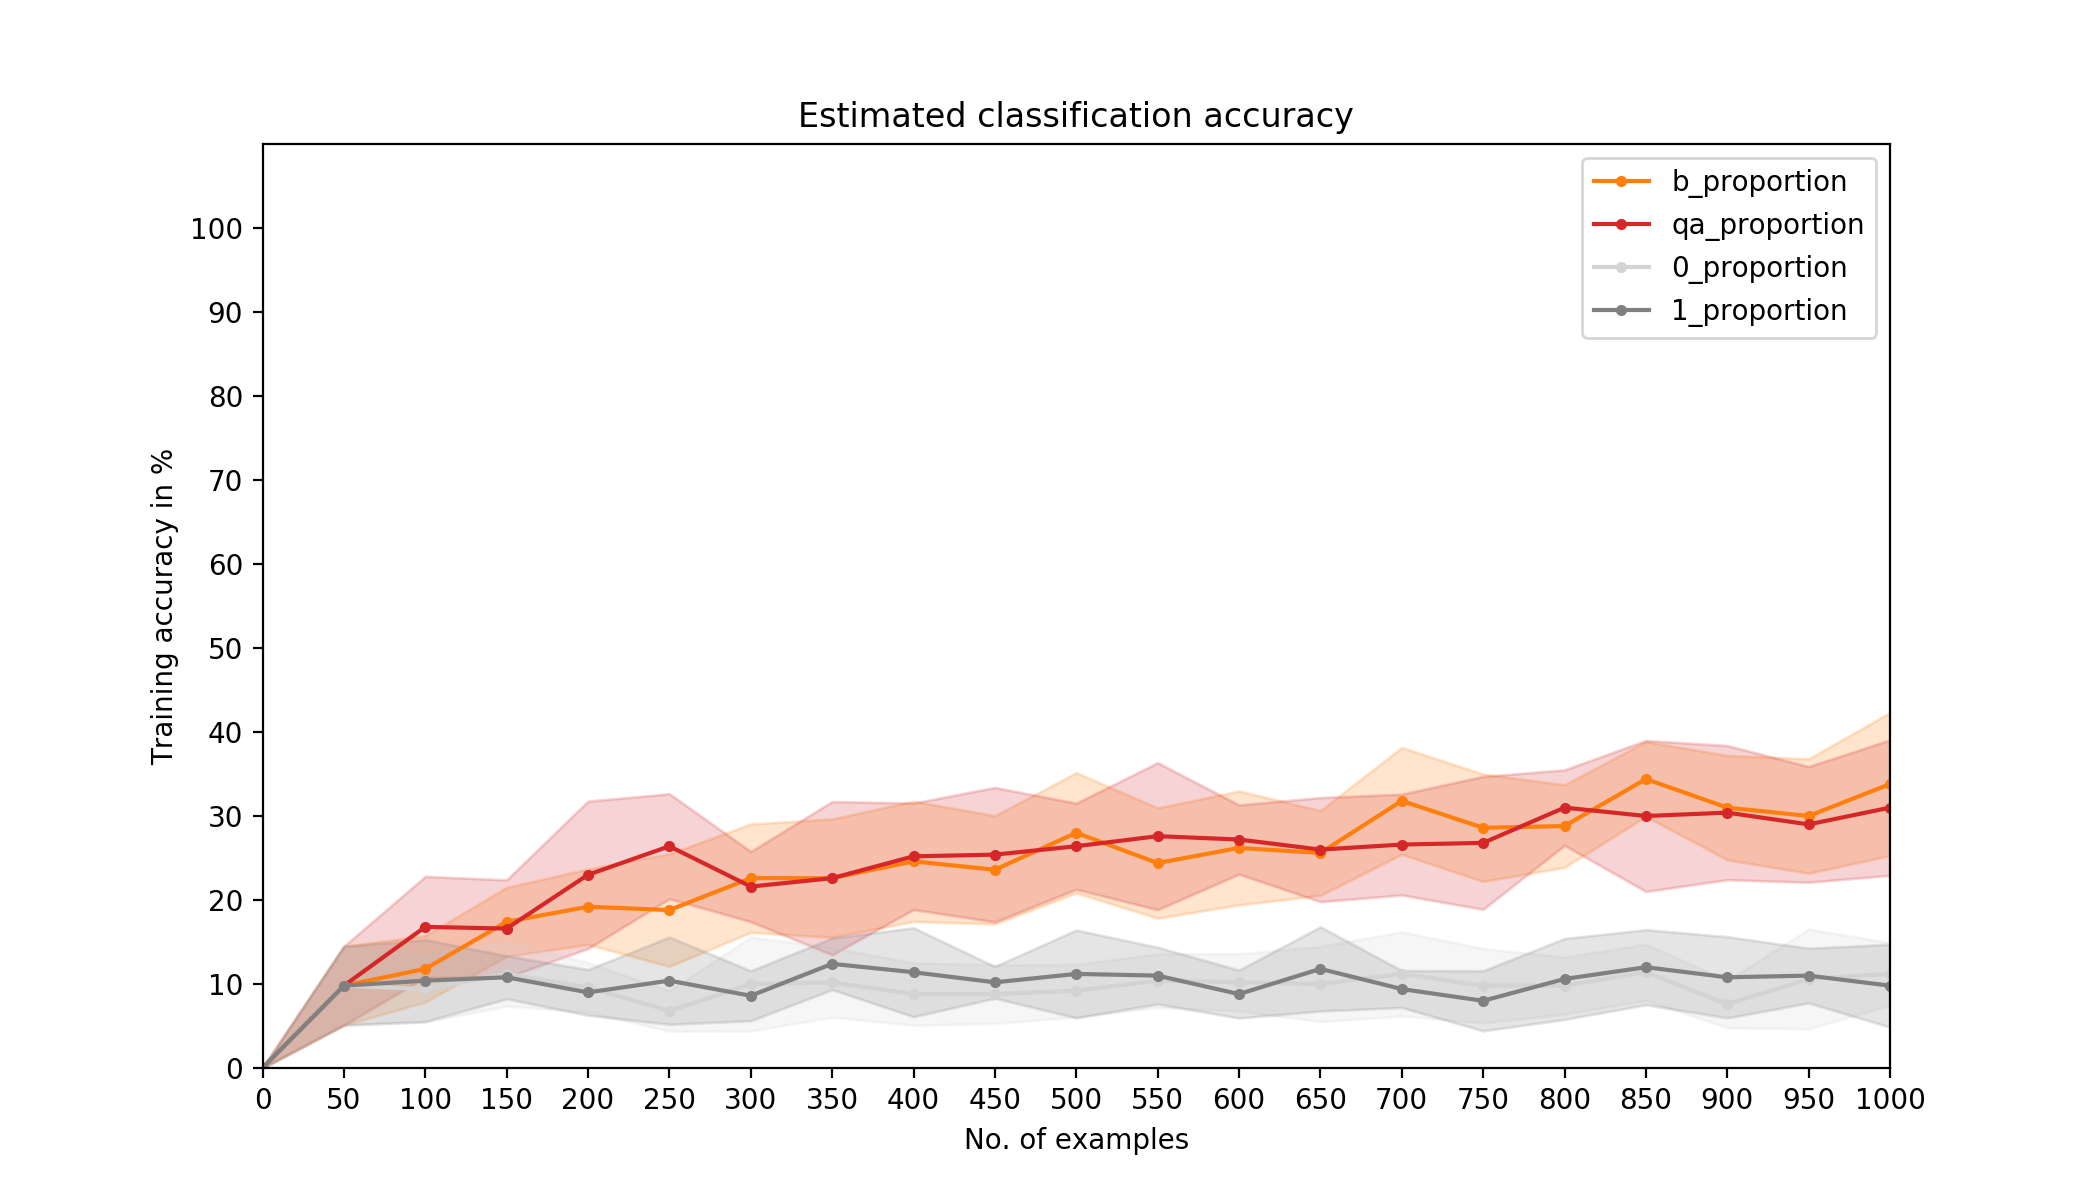 Estimated classification accuracy
b_proportion
qa_proportion
0_proportion
1_proportion
100
90
80
70
60
50
40
30
20
10
0
Training accuracy in %
0 50 100 150 200 250 300 350 400 450 500 550 600 650 700 750 800 850 900 950 1000
No. of examples